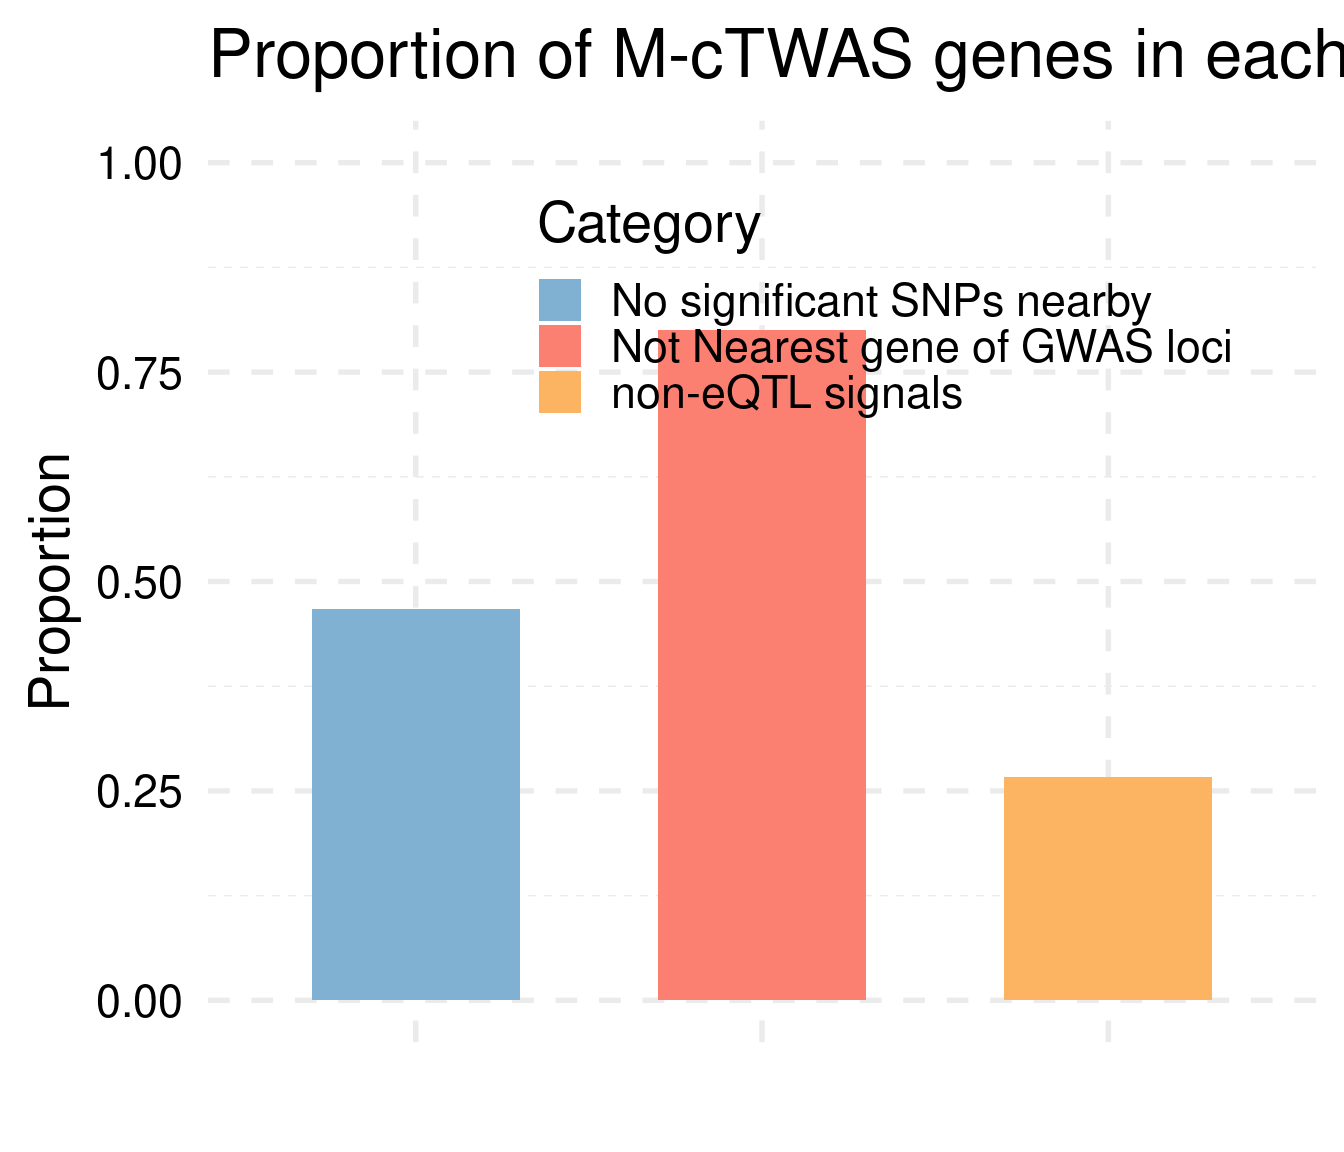 Proportion of M-cTWAS genes in each
1.00
Category
No significant SNPs nearby
Not Nearest gene of GWAS loci
0.75
non-eQTL signals
Proportion
0.50
0.25
0.00